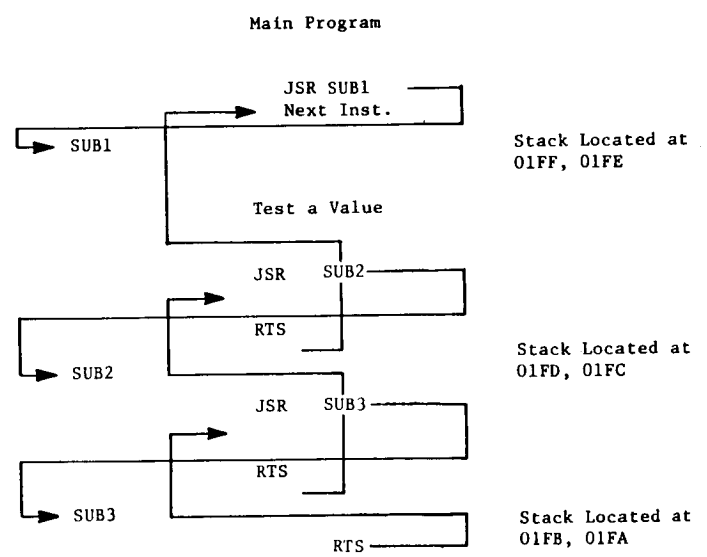 Main Program
JSR SUB1
Next Inst.
SUB1
Stack Located at
01FF, 01FE
Test a Value
JSR SUB2
RTS
SUB2
Stack Located at
01FD, 01FC
JSR SUB3
RTS
SUB3
Stack Located at
01FB, 01FA
RTS